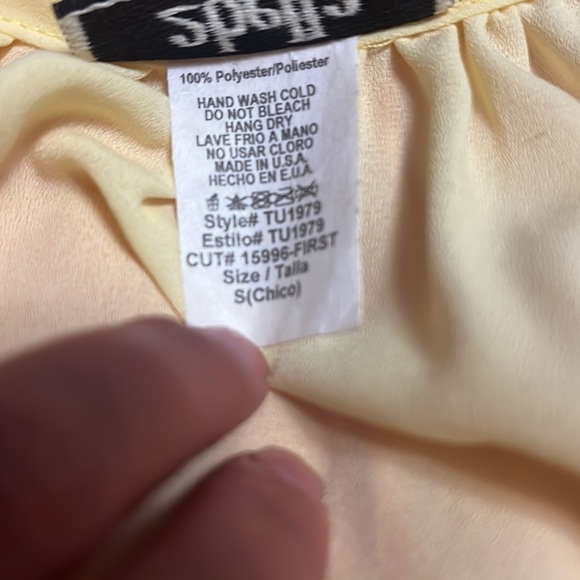 100% Polyester/Poliester
HAND WASH COLD
DO NOT BLEACH
HANG DRY
LAVE FRIO A MANO
NO USAR CLORO
MADE IN U.S.A.
HECHO EN E.U.A.
Style# TU1979
Estilo# TU1979
CUT# 15996-FIRST
Size / Talla
S(Chico)